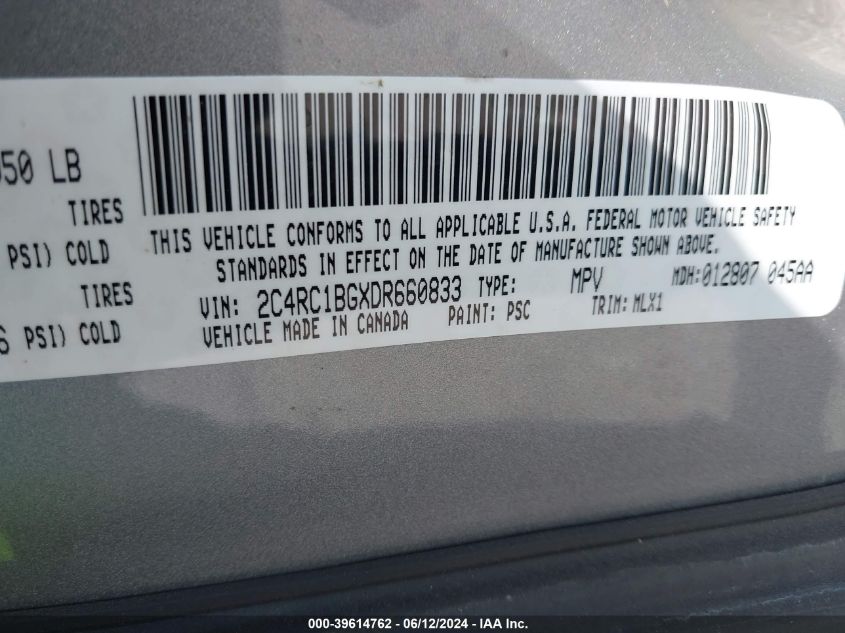 050 LB
TIRES
PSI) COLD
TIRES
6 PSI) COLD
THIS VEHICLE CONFORMS TO ALL APPLICABLE U.S.A. FEDERAL MOTOR VEHICLE SAFETY
STANDARDS IN EFFECT ON THE DATE OF MANUFACTURE SHOWN ABOVE.
VIN: 2C4RC1BGXDR660833 TYPE: MPV MDH:012807 045AA
VEHICLE MADE IN CANADA PAINT: PSC TRIM: MLX1
000-39614762 - 06/12/2024 - IAA Inc.